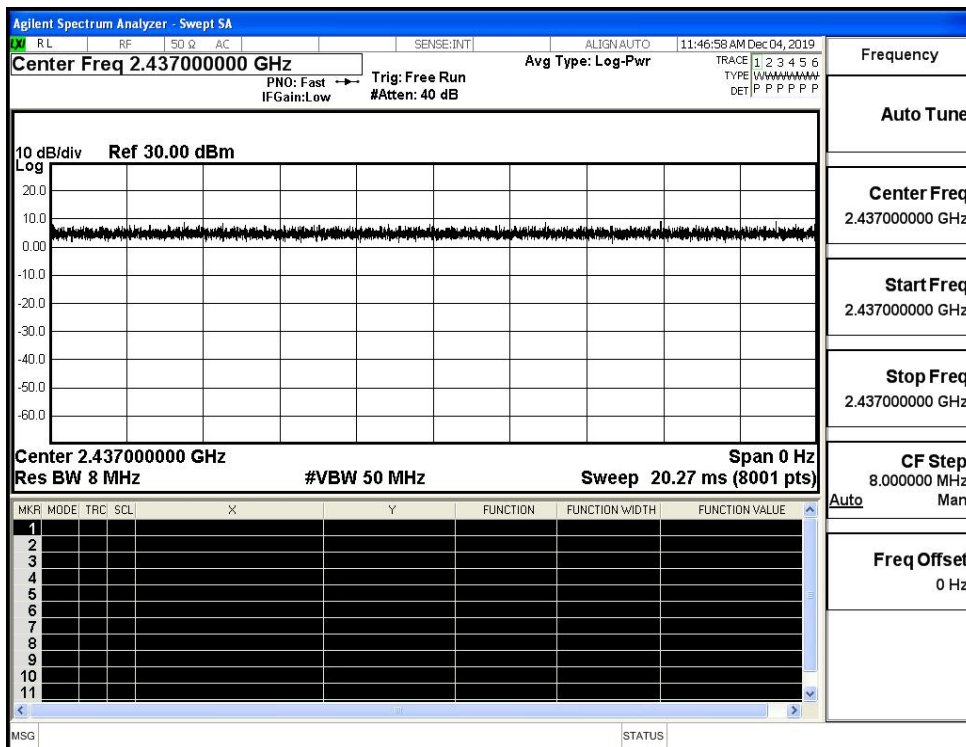 Agilent Spectrum Analyzer - Swept SA
LXI RL RF 50 Ω AC SENSE:INT ALIGNAUTO 11:46:58 AM Dec 04, 2019
Center Freq 2.437000000 GHz
PNO: Fast
IFGain:Low
Trig: Free Run
#Atten: 40 dB
Avg Type: Log-Pwr
TRACE 1 2 3 4 5 6
TYPE WWWWWW
DET P P P P P P
10 dB/div Ref 30.00 dBm
Log
20.0
10.0
0.00
-10.0
-20.0
-30.0
-40.0
-50.0
-60.0
Center 2.437000000 GHz Span 0 Hz
Res BW 8 MHz #VBW 50 MHz Sweep 20.27 ms (8001 pts)
MKR MODE TRC SCL X Y FUNCTION FUNCTION WIDTH FUNCTION VALUE
1
2
3
4
5
6
7
8
9
10
11
MSG STATUS
Frequency
Auto Tune
Center Freq
2.437000000 GHz
Start Freq
2.437000000 GHz
Stop Freq
2.437000000 GHz
CF Step
8.000000 MHz
Auto Man
Freq Offset
0 Hz